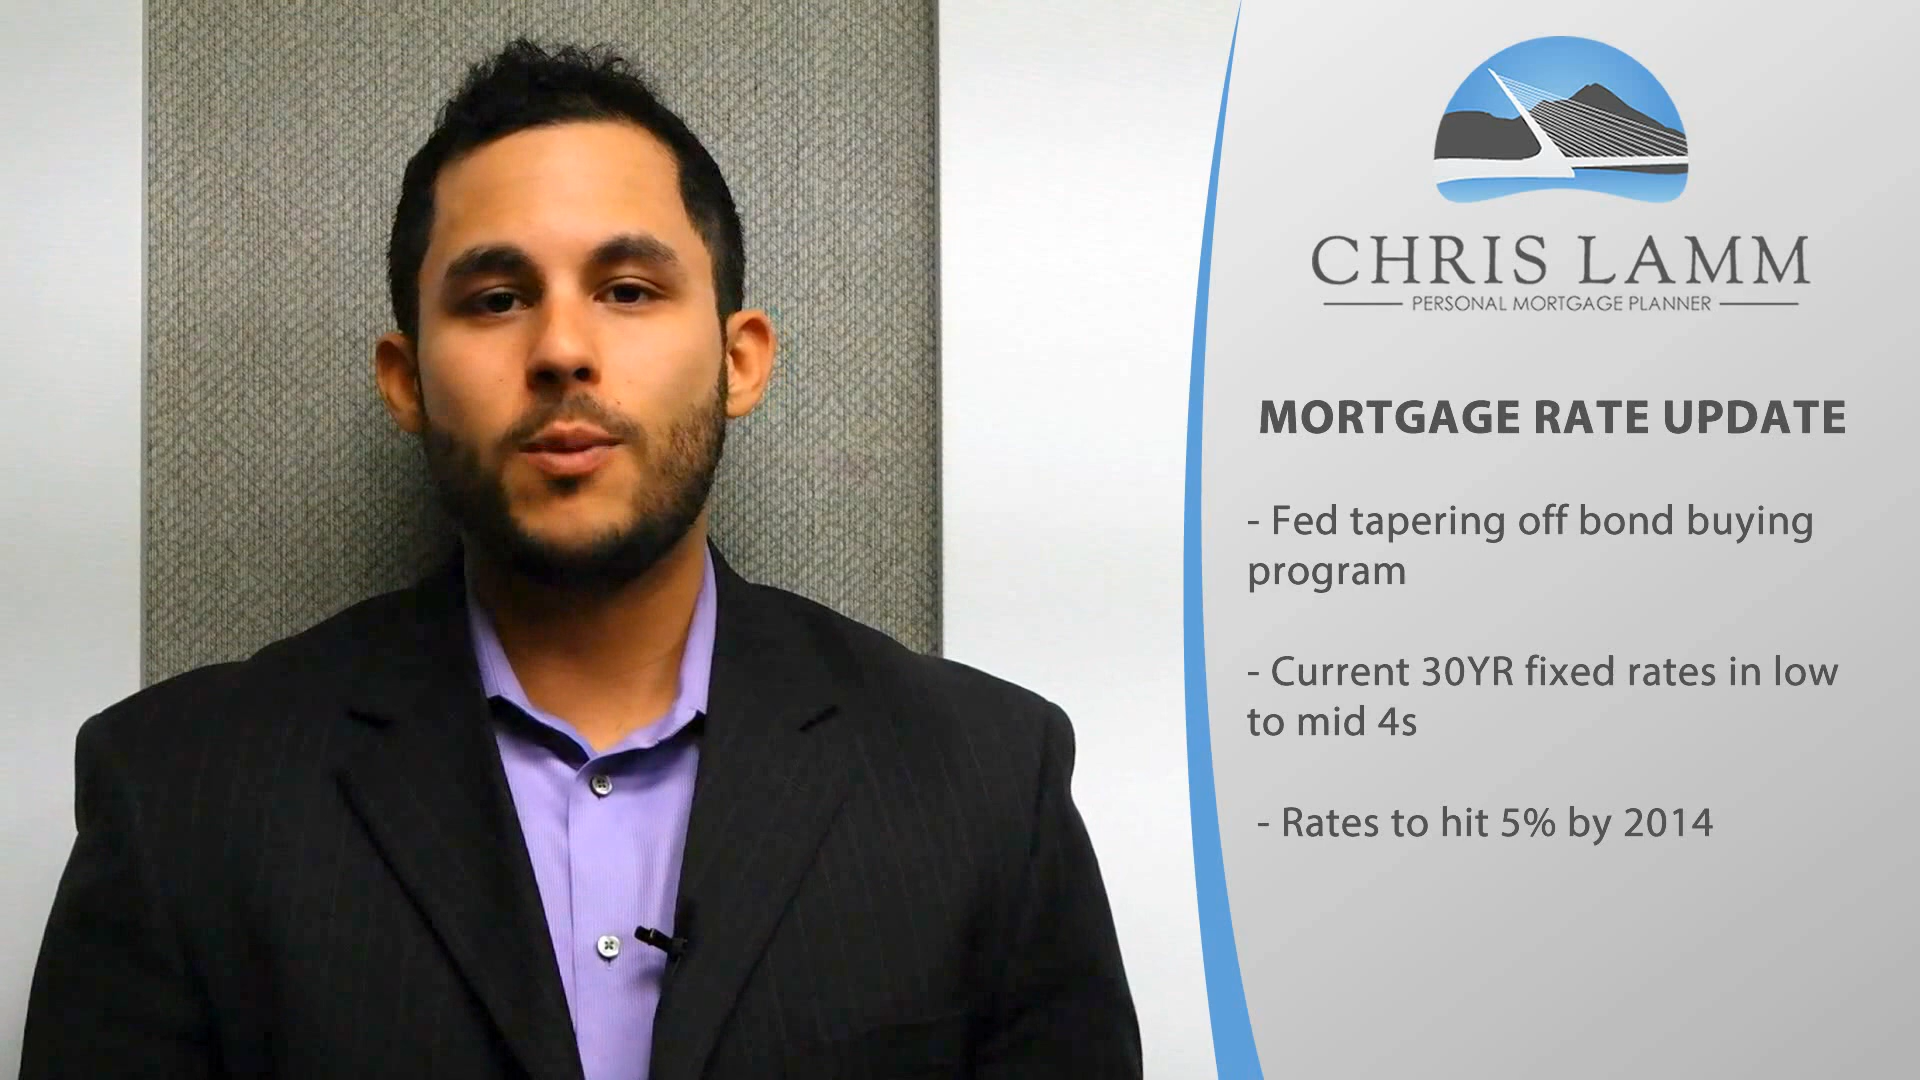 CHRIS LAMM
PERSONAL MORTGAGE PLANNER
MORTGAGE RATE UPDATE
- Fed tapering off bond buying
program
- Current 30YR fixed rates in low
to mid 4s
- Rates to hit 5% by 2014